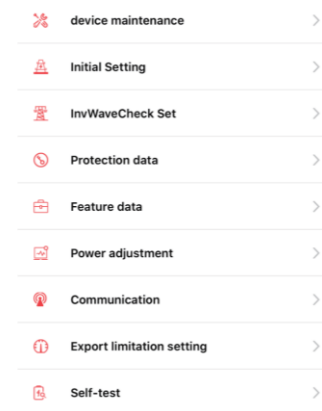 device maintenance
Initial Setting
InvWaveCheck Set
Protection data
Feature data
Power adjustment
Communication
Export limitation setting
Self-test